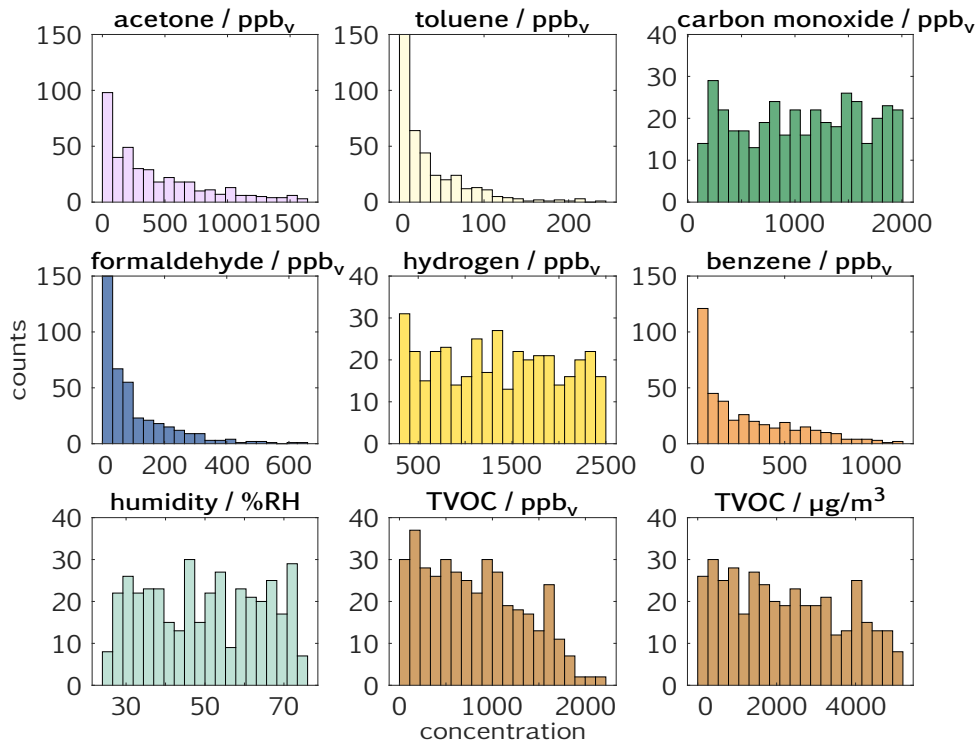 acetone / ppbv
toluene / ppbv
carbon monoxide / ppbv
150
100
50
0
0 500 1000 1500
150
100
50
0
0 100 200
40
30
20
10
0
1000 2000
formaldehyde / ppbv
hydrogen / ppbv
benzene / ppbv
counts
150
100
50
0
0 200 400 600
40
30
20
10
0
500 1500 2500
150
100
50
0
0 500 1000
humidity / %RH
TVOC / ppbv
TVOC / µg/m³
40
30
20
10
0
30 50 70
40
30
20
10
0
0 1000 2000
40
30
20
10
0
0 2000 4000
concentration